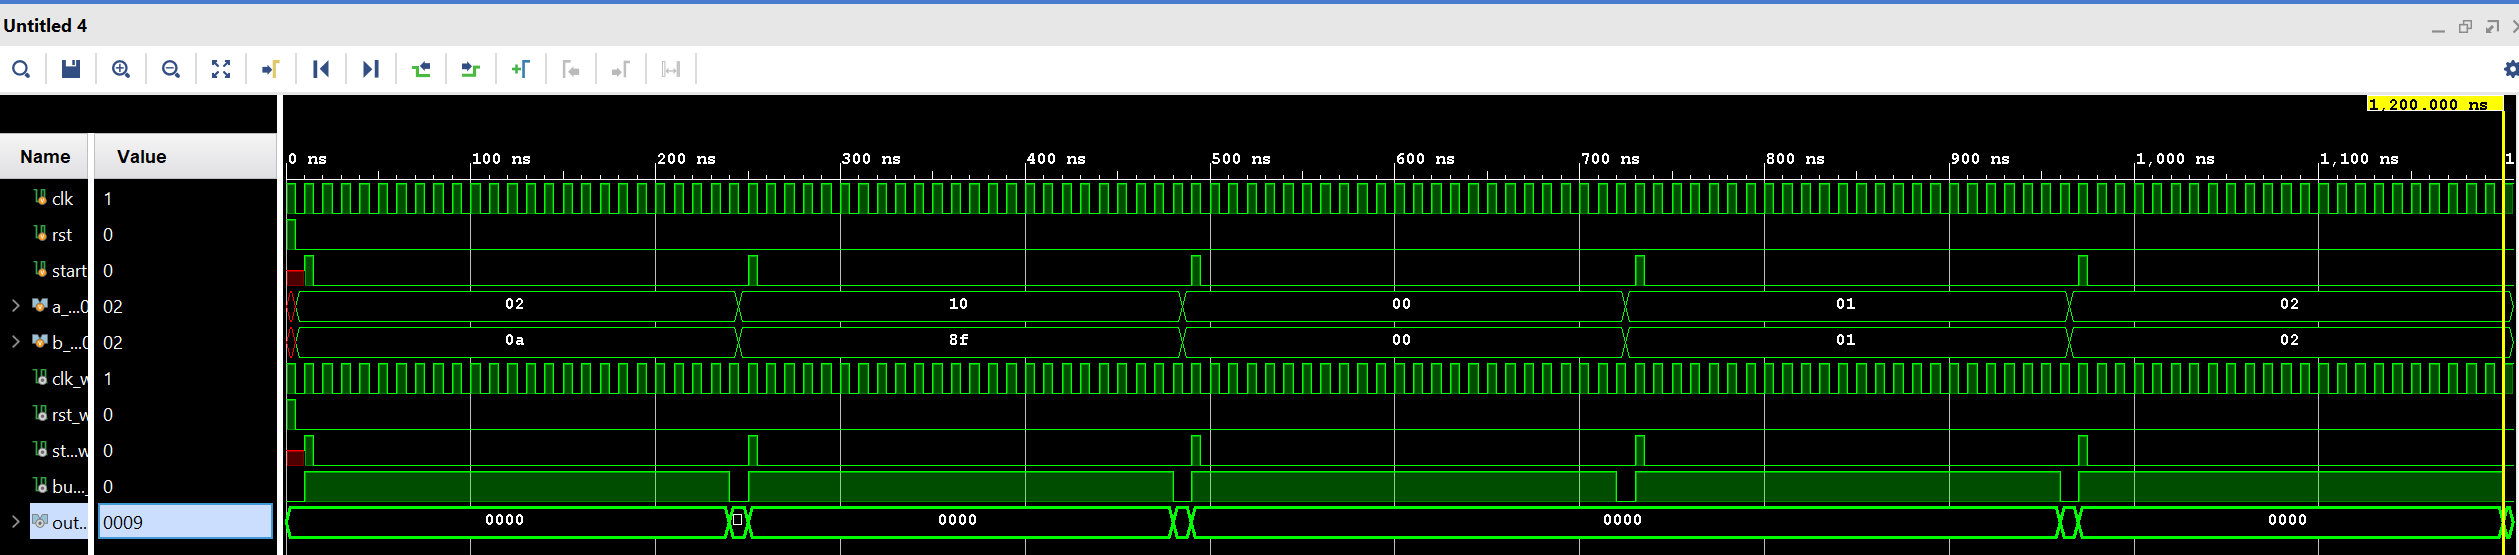 Untitled 4
1,200.000 ns
Name Value
0 ns 100 ns 200 ns 300 ns 400 ns 500 ns 600 ns 700 ns 800 ns 900 ns 1,000 ns 1,100 ns 1
clk 1
rst 0
start 0
a_...0 02 02 10 00 01 02
b_...0 02 0a 8f 00 01 02
clk_w 1
rst_w 0
st...w 0
bu..._ 0
out... 0009 0000 0000 0000 0000